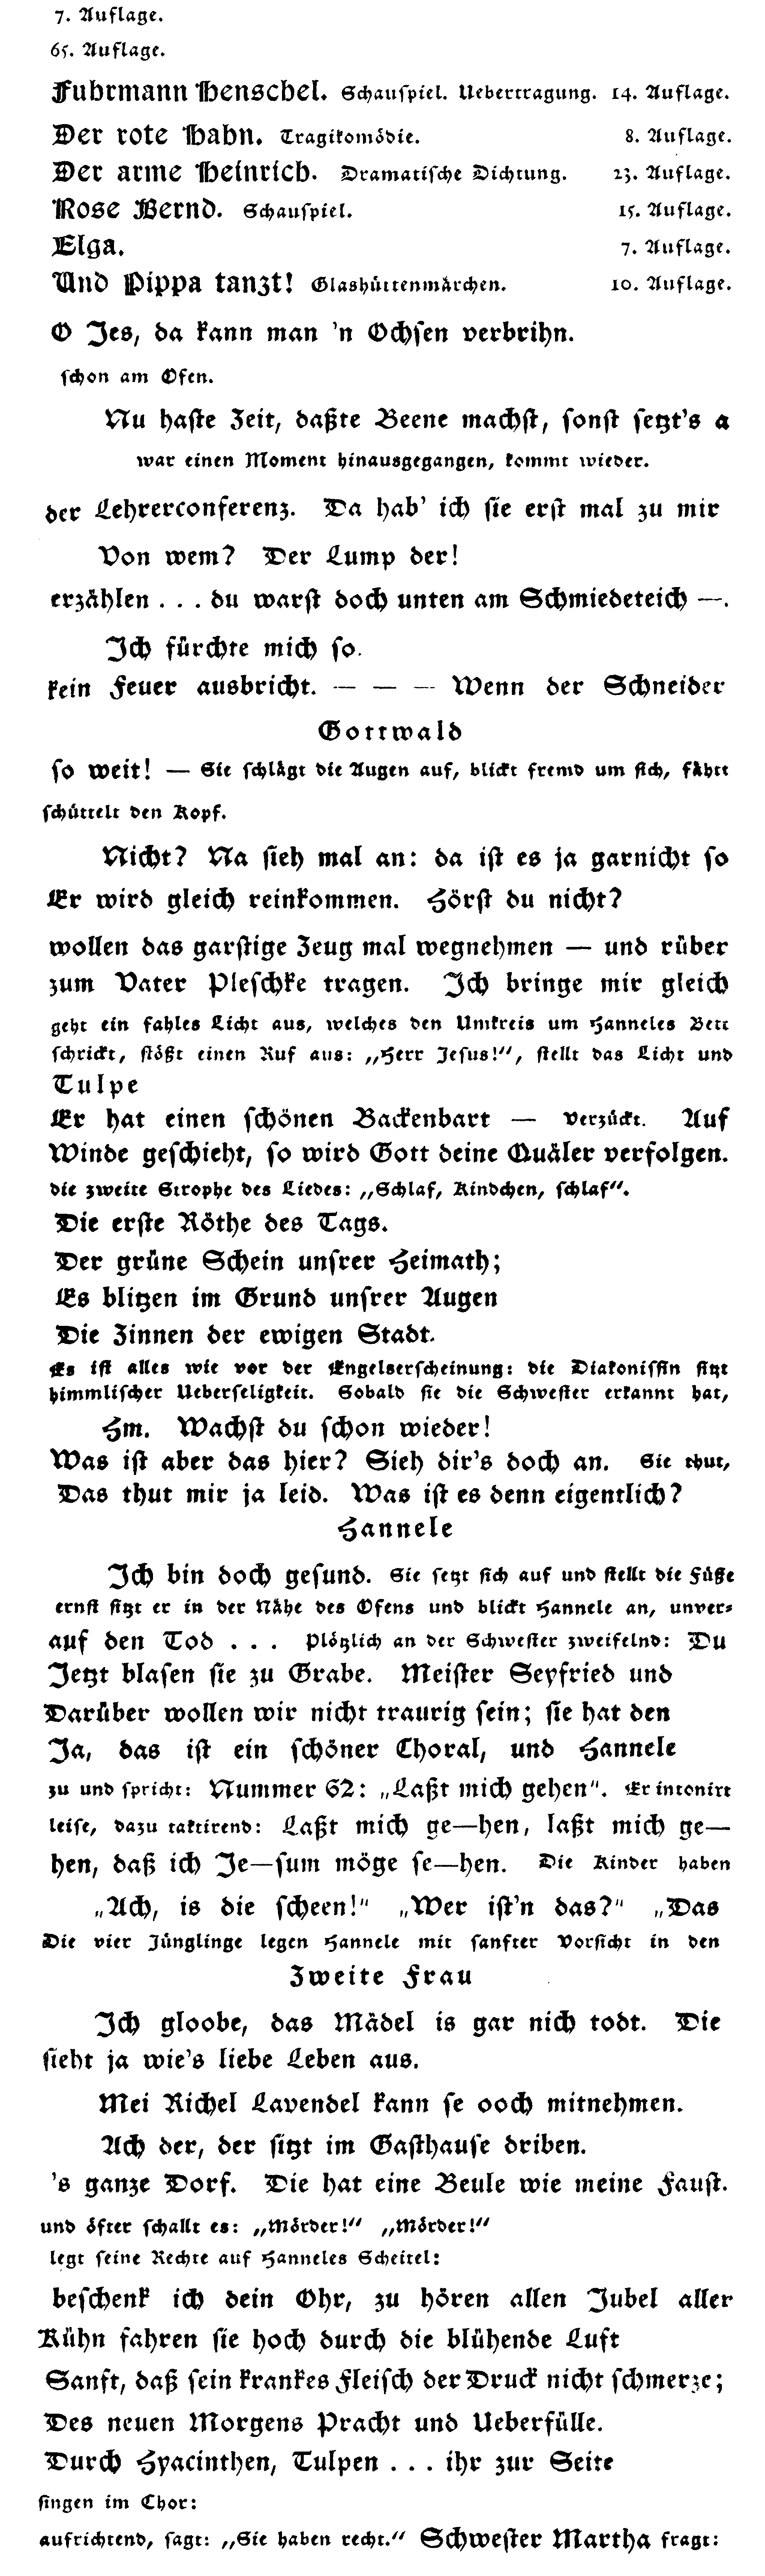 7. Auflage.
65. Auflage.
Fuhrmann Henschel. Schauſpiel. Uebertragung. 14. Auflage.
Der rote Hahn. Tragikomödie. 8. Auflage.
Der arme Heinrich. Dramatiſche Dichtung. 23. Auflage.
Rose Bernd. Schauſpiel. 15. Auflage.
Elga. 7. Auflage.
Und Pippa tanzt! Glashüttenmärchen. 10. Auflage.
O Jes, da kann man 'n Ochſen verbrihn.
ſchon am Ofen.
Nu haſte Zeit, daßte Beene machſt, ſonſt ſetzt's a
war einen Moment hinausgegangen, kommt wieder.
der Lehrerconferenz. Da hab' ich ſie erſt mal zu mir
Von wem? Der Lump der!
erzählen . . . du warſt doch unten am Schmiedeteich —.
Ich fürchte mich ſo.
kein Feuer ausbricht. — — — Wenn der Schneider
Gottwald
ſo weit! — Sie ſchlägt die Augen auf, blickt fremd um ſich, fährt
ſchüttelt den Kopf.
Nicht? Na ſieh mal an: da iſt es ja garnicht ſo
Er wird gleich reinkommen. Hörſt du nicht?
wollen das garſtige Zeug mal wegnehmen — und rüber
zum Vater Pleſchke tragen. Ich bringe mir gleich
geht ein fahles Licht aus, welches den Umkreis um Hanneles Bett
ſchrickt, ſtößt einen Ruf aus: „Herr Jeſus!“, ſtellt das Licht und
Tulpe
Er hat einen ſchönen Backenbart — Verzückt. Auf
Winde geſchieht, ſo wird Gott deine Quäler verfolgen.
die zweite Strophe des Liedes: „Schlaf, Kindchen, ſchlaf“.
Die erſte Röthe des Tags.
Der grüne Schein unſrer Heimath;
Es blitzen im Grund unſrer Augen
Die Zinnen der ewigen Stadt.
Es iſt alles wie vor der Engelserſcheinung: die Diakoniſſin ſitzt
himmliſcher Ueberſeligkeit. Sobald ſie die Schweſter erkannt hat,
Hm. Wachſt du ſchon wieder!
Was iſt aber das hier? Sieh dir's doch an. Sie thut,
Das thut mir ja leid. Was iſt es denn eigentlich?
Hannele
Ich bin doch geſund. Sie ſetzt ſich auf und ſtellt die Füße
ernſt ſitzt er in der Nähe des Ofens und blickt Hannele an, unver⸗
auf den Tod . . . Plötzlich an der Schweſter zweifelnd: Du
Jetzt blaſen ſie zu Grabe. Meiſter Seyfried und
Darüber wollen wir nicht traurig ſein; ſie hat den
Ja, das iſt ein ſchöner Choral, und Hannele
zu und ſpricht: Nummer 62: „Laßt mich gehen“. Er intonirt
leiſe, dazu taktirend: Laßt mich ge—hen, laßt mich ge—
hen, daß ich Je—ſum möge ſe—hen. Die Kinder haben
„Ach, is die ſcheen!“ „Wer iſt'n das?“ „Das
Die vier Jünglinge legen Hannele mit ſanfter Vorſicht in den
Zweite Frau
Ich gloobe, das Mädel is gar nich todt. Die
ſieht ja wie's liebe Leben aus.
Mei Richel Lavendel kann ſe ooch mitnehmen.
Ach der, der ſitzt im Gaſthauſe driben.
's ganze Dorf. Die hat eine Beule wie meine Fauſt.
und öfter ſchallt es: „Mörder!“ „Mörder!“
legt ſeine Rechte auf Hanneles Scheitel:
beſchenk ich dein Ohr, zu hören allen Jubel aller
Kühn fahren ſie hoch durch die blühende Luft
Sanft, daß ſein krankes Fleiſch der Druck nicht ſchmerze;
Des neuen Morgens Pracht und Ueberfülle.
Durch Hyacinthen, Tulpen . . . ihr zur Seite
ſingen im Chor:
aufrichtend, ſagt: „Sie haben recht.“ Schweſter Martha fragt: